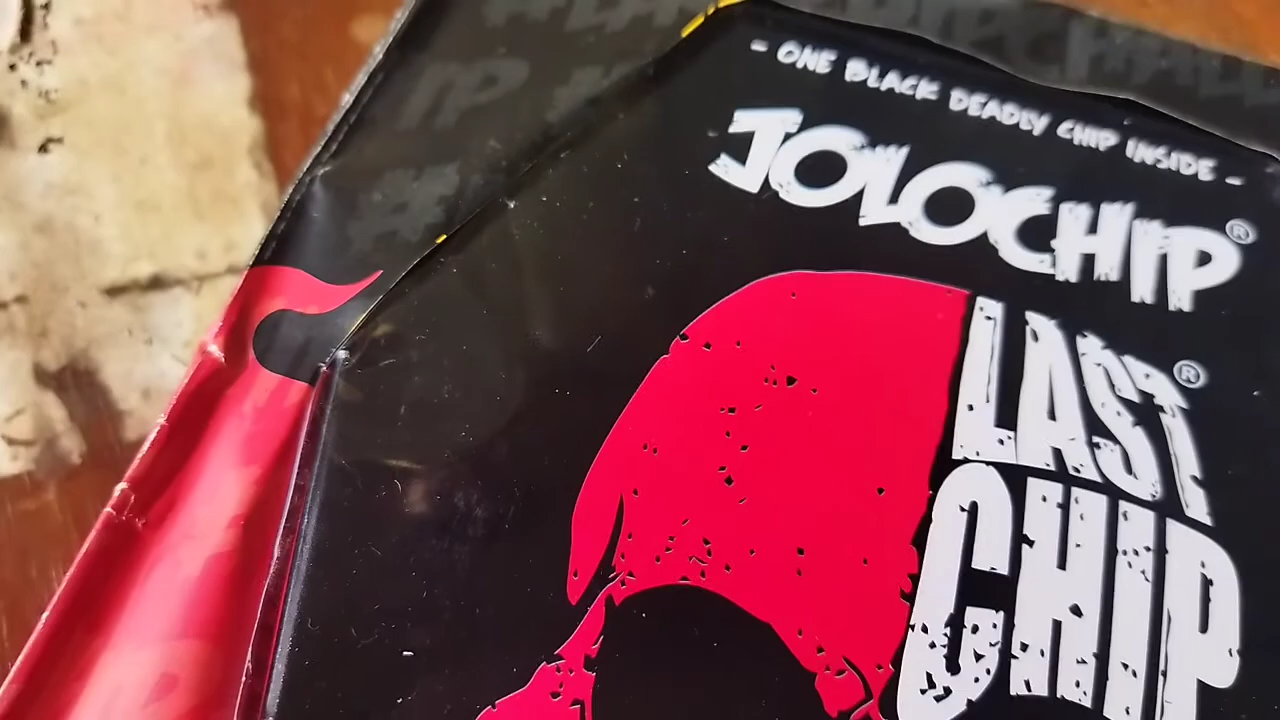 - ONE BLACK DEADLY CHIP INSIDE -
JOLOCHIP®
LAST®
CHIP